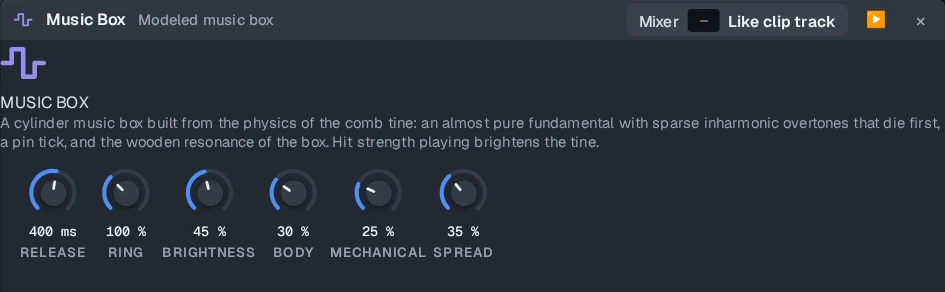 Music Box Modeled music box Mixer – Like clip track ×
MUSIC BOX
A cylinder music box built from the physics of the comb tine: an almost pure fundamental with sparse inharmonic overtones that die first,
a pin tick, and the wooden resonance of the box. Hit strength playing brightens the tine.
400 ms 100 % 45 % 30 % 25 % 35 %
RELEASE RING BRIGHTNESS BODY MECHANICAL SPREAD